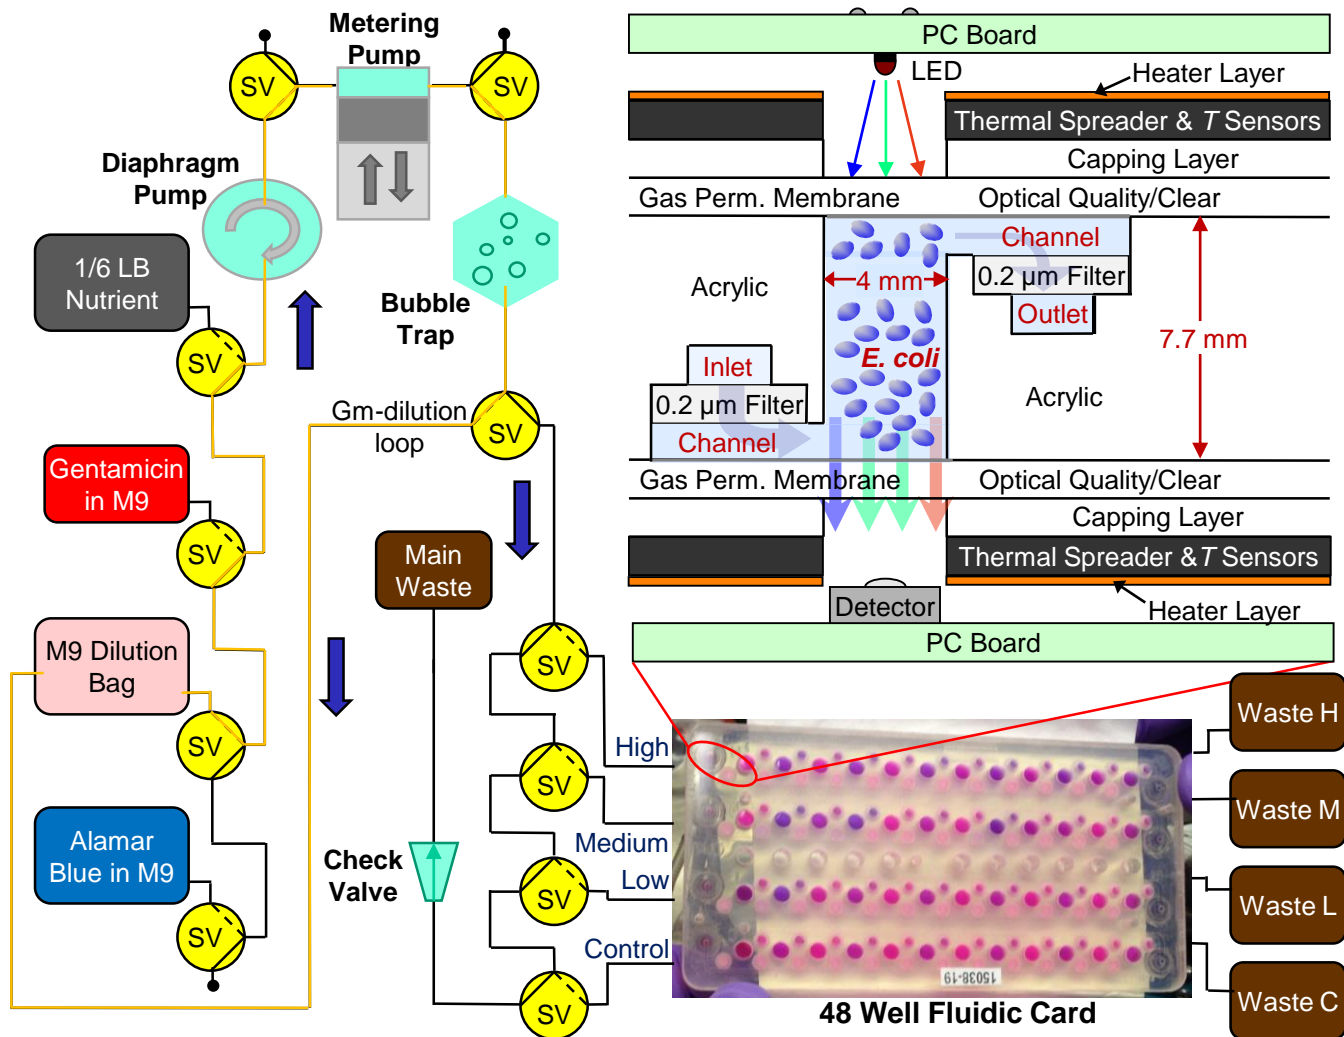 Metering
Pump
SV
SV
Diaphragm
Pump
1/6 LB
Nutrient
SV
Bubble
Trap
Gm-dilution
loop
SV
Gentamicin
in M9
SV
Main
Waste
M9 Dilution
Bag
SV
SV
SV
Alamar
Blue in M9
SV
Check
Valve
SV
SV
High
Medium
Low
Control
PC Board
LED
Heater Layer
Thermal Spreader & T Sensors
Capping Layer
Gas Perm. Membrane
Optical Quality/Clear
Channel
0.2 µm Filter
Outlet
Acrylic
4 mm
7.7 mm
E. coli
Inlet
0.2 µm Filter
Channel
Acrylic
Gas Perm. Membrane
Optical Quality/Clear
Capping Layer
Thermal Spreader &T Sensors
Heater Layer
Detector
PC Board
Waste H
Waste M
Waste L
Waste C
15038-19
48 Well Fluidic Card